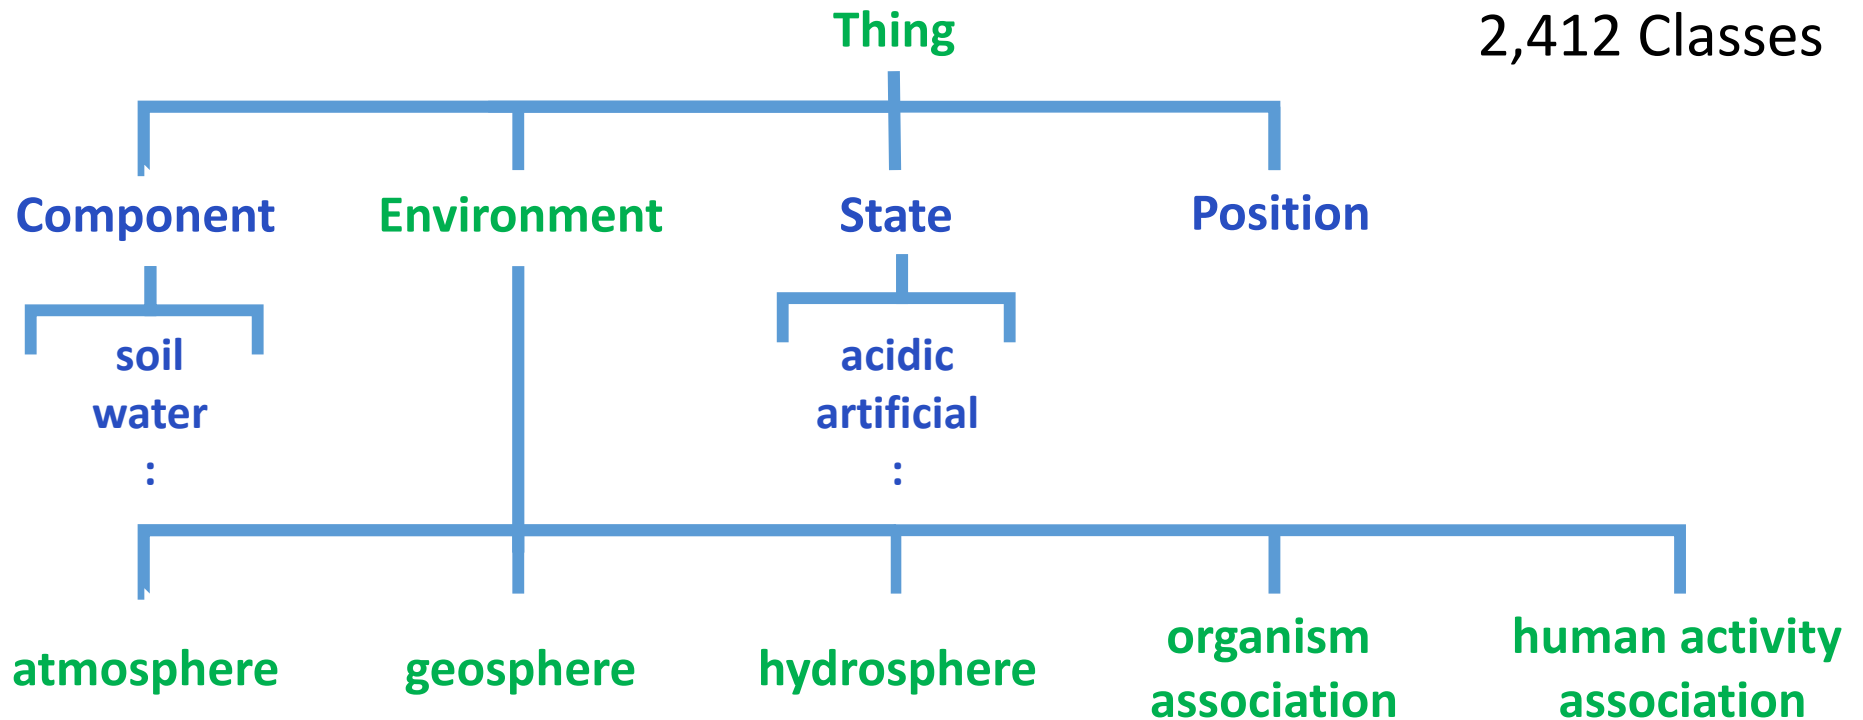 Thing
2,412 Classes
Component
Environment
State
Position
soil
water
:
acidic
artificial
:
atmosphere
geosphere
hydrosphere
organism
association
human activity
association